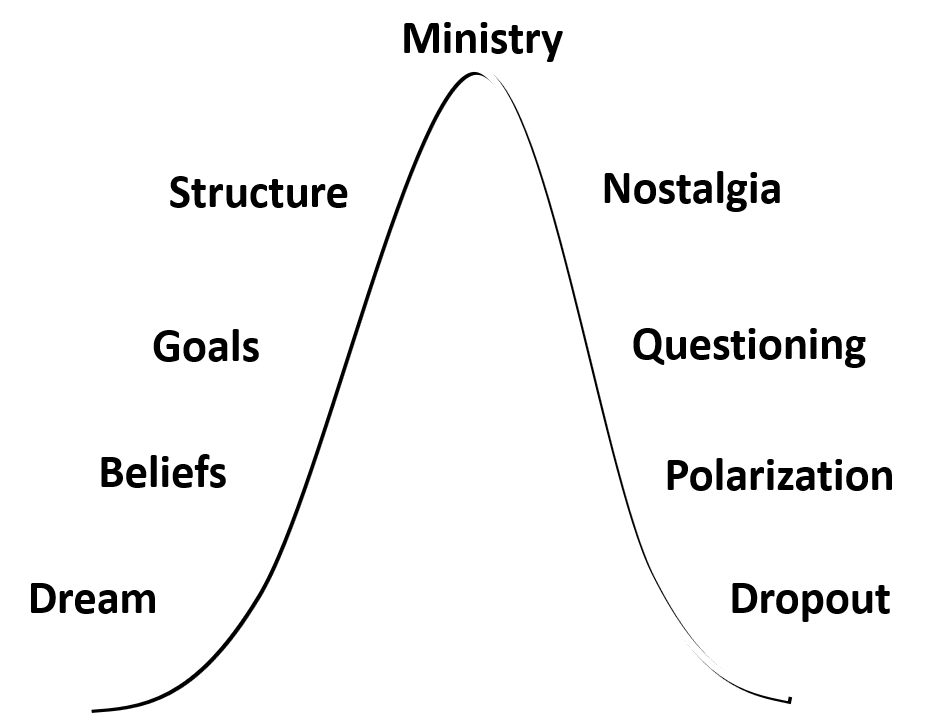 Ministry
Structure
Nostalgia
Goals
Questioning
Beliefs
Polarization
Dream
Dropout